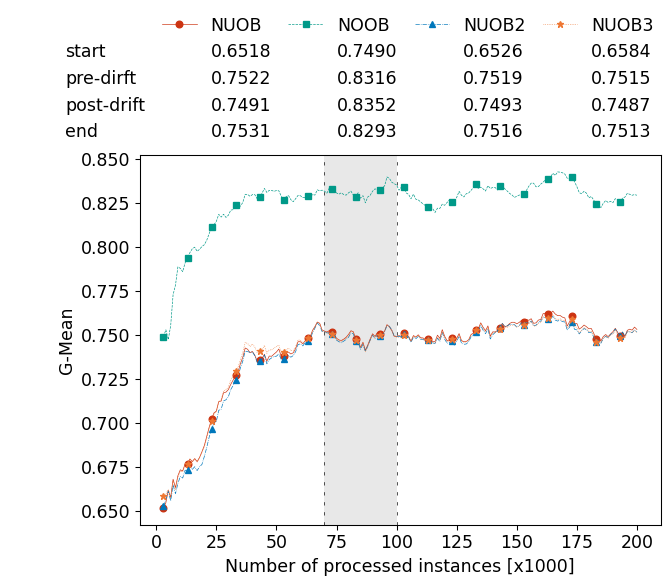 NUOB NOOB NUOB2 NUOB3
start 0.6518 0.7490 0.6526 0.6584
pre-dirft 0.7522 0.8316 0.7519 0.7515
post-drift 0.7491 0.8352 0.7493 0.7487
end 0.7531 0.8293 0.7516 0.7513
0.850
0.825
0.800
0.775
0.750
0.725
0.700
0.675
0.650
G-Mean
0 25 50 75 100 125 150 175 200
Number of processed instances [x1000]